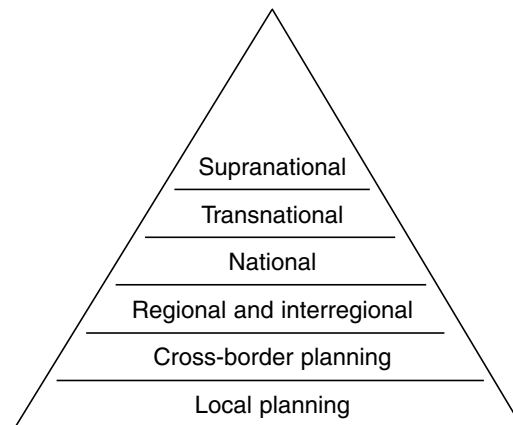 Supranational
Transnational
National
Regional and interregional
Cross-border planning
Local planning